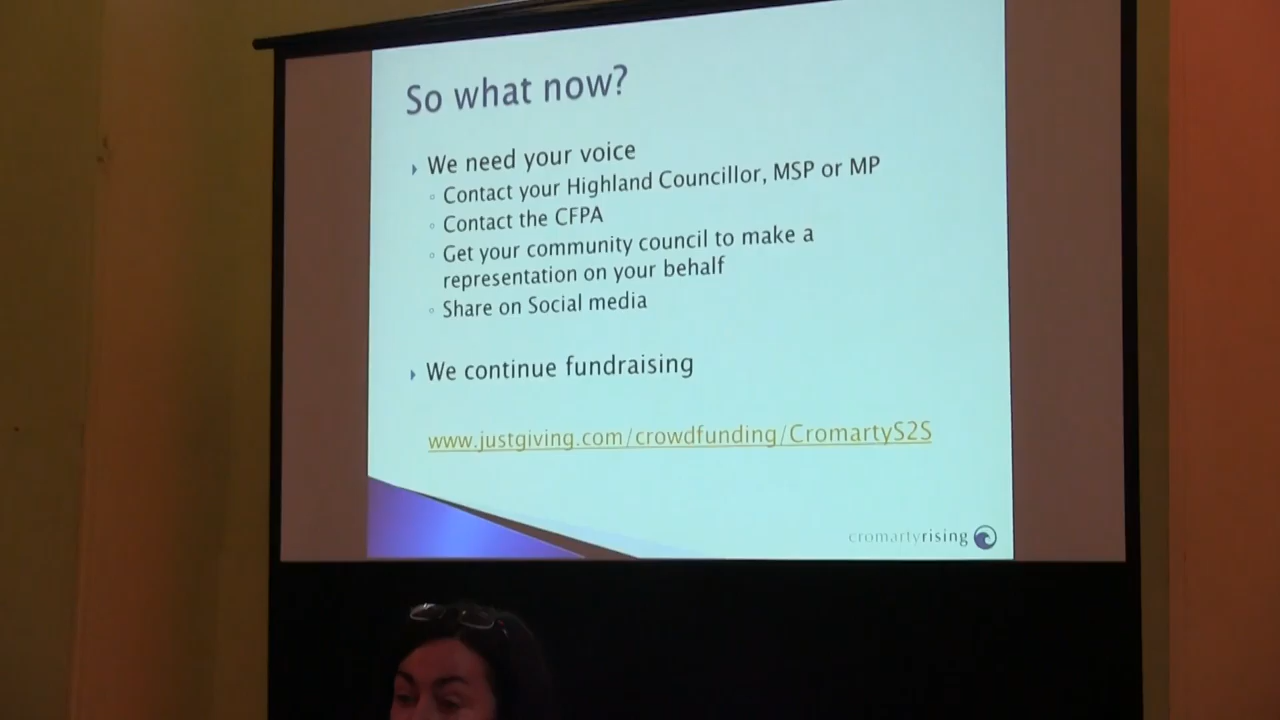 So what now?
We need your voice
Contact your Highland Councillor, MSP or MP
Contact the CFPA
Get your community council to make a
representation on your behalf
Share on Social media
We continue fundraising
www.justgiving.com/crowdfunding/CromartyS2S
cromartyrising